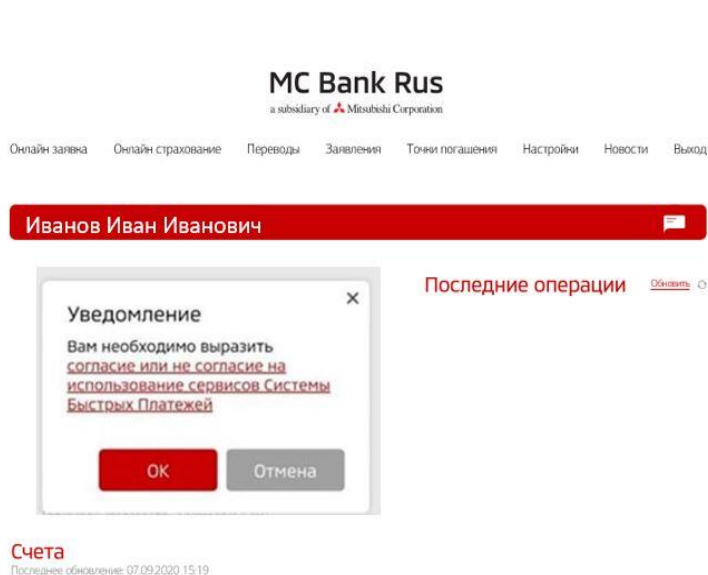 MC Bank Rus
a subsidiary of Mitsubishi Corporation
Онлайн заявка Онлайн страхование Переводы Заявления Точки погашения Настройки Новости Выход
Иванов Иван Иванович
Последние операции Обновить
Уведомление
Вам необходимо выразить
согласие или не согласие на
использование сервисов Системы
Быстрых Платежей
ОК Отмена
Счета
Последнее обновление: 07.09.2020 15:19